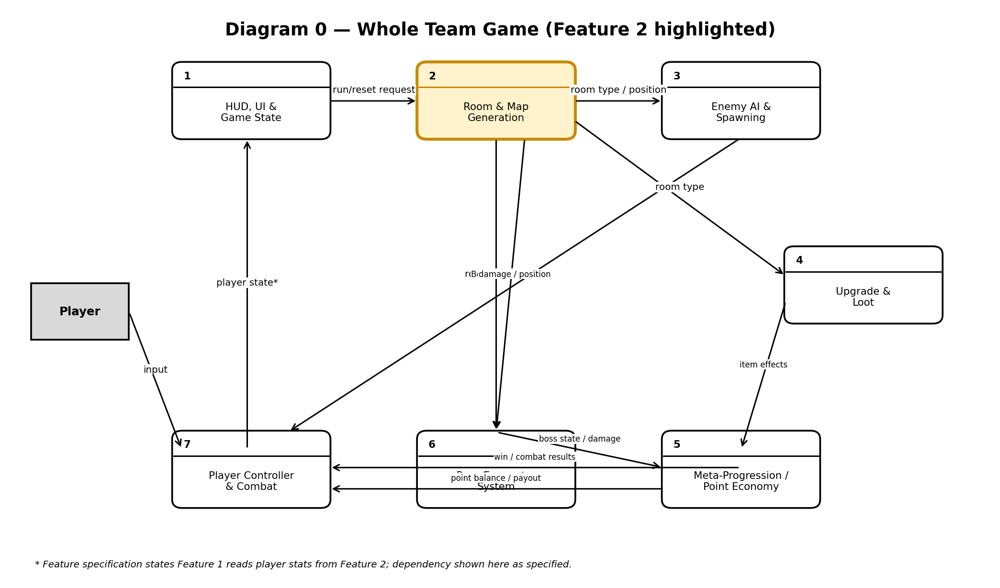 Diagram 0 — Whole Team Game (Feature 2 highlighted)
1
HUD, UI &
Game State
run/reset request
2
Room & Map
Generation
room type / position
3
Enemy AI &
Spawning
room type
damage / position
player state*
4
Upgrade &
Loot
Player
input
item effects
7
Player Controller
& Combat
6
System
boss state / damage
win / combat results
point balance / payout
5
Meta-Progression /
Point Economy
* Feature specification states Feature 1 reads player stats from Feature 2; dependency shown here as specified.